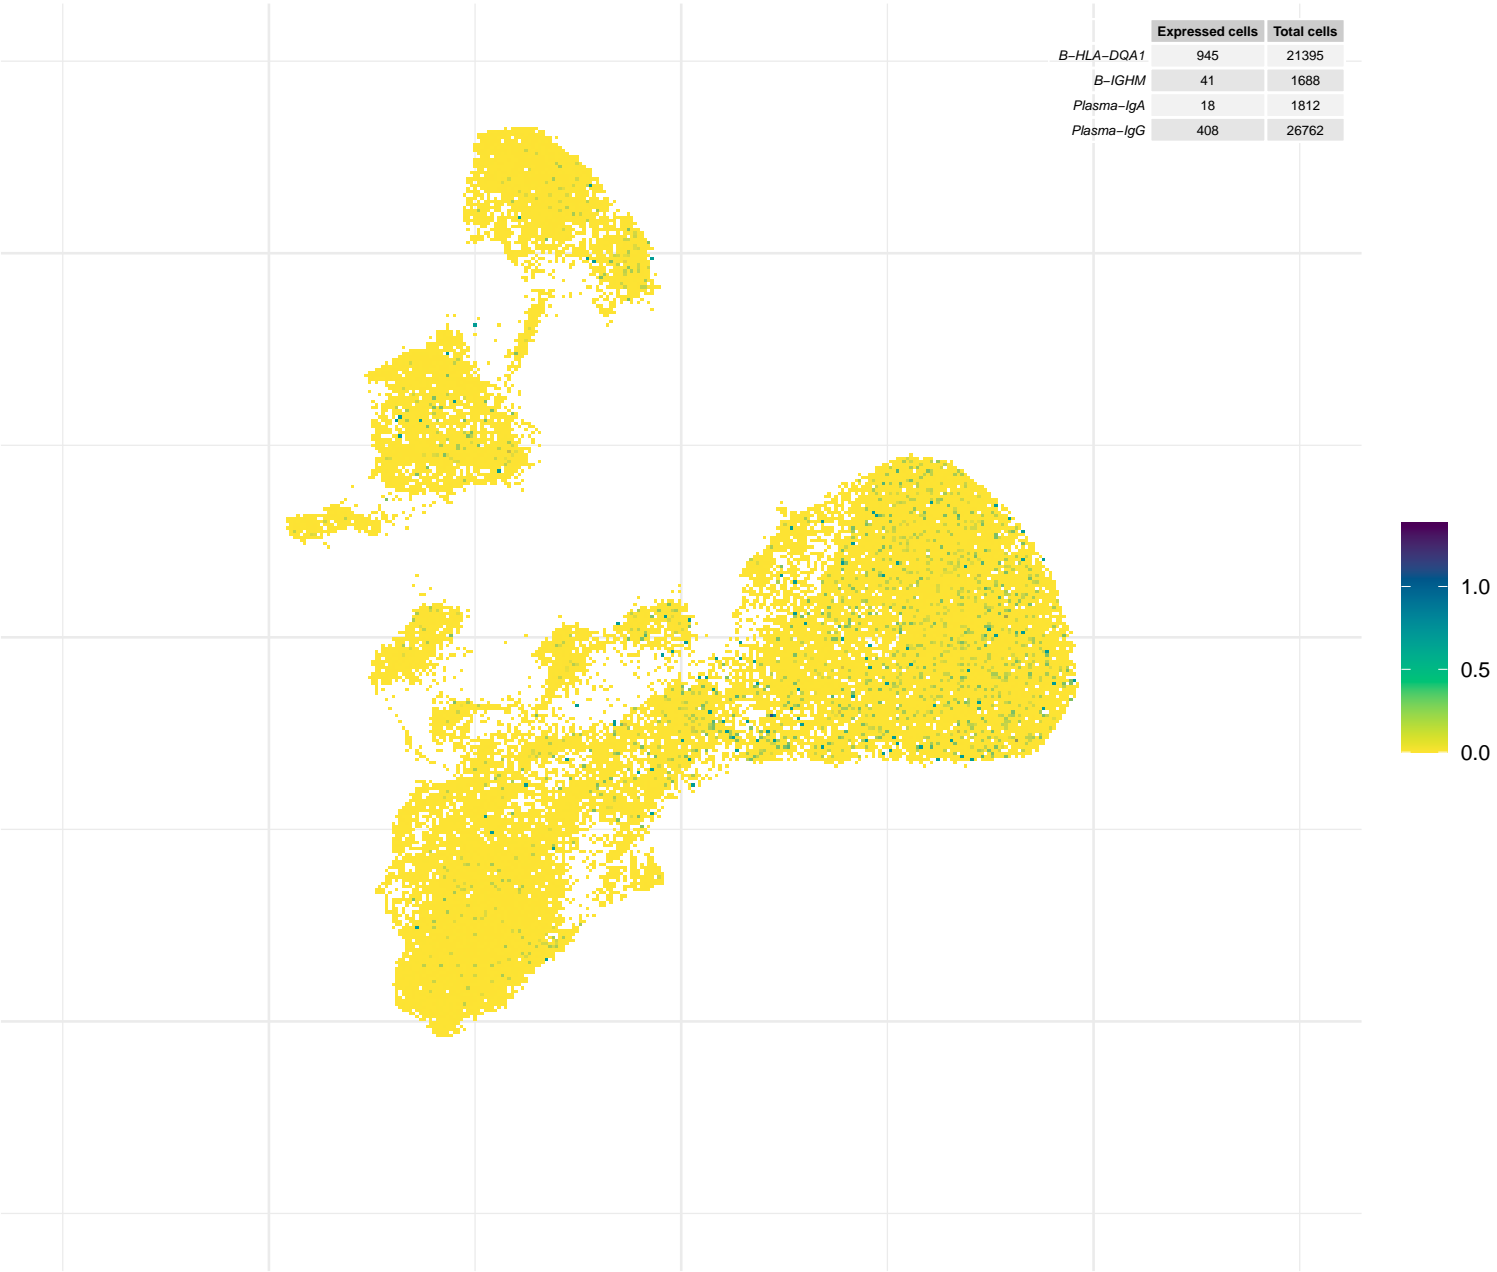 Expressed cells Total cells
B−HLA−DQA1 945 21395
B−IGHM 41 1688
Plasma−IgA 18 1812
Plasma−IgG 408 26762
1.0
0.5
0.0